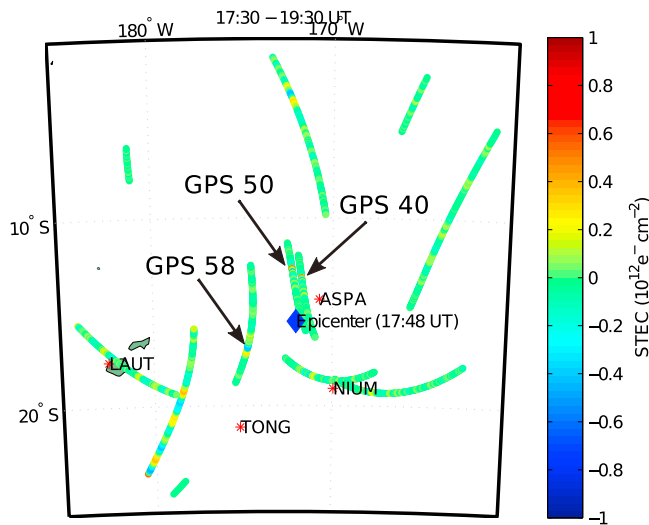 17:30 − 19:30 UT
180° W
170° W
GPS 50
GPS 40
10° S
GPS 58
ASPA
Epicenter (17:48 UT)
LAUT
NIUM
20° S
TONG
1
0.8
0.6
0.4
0.2
0
−0.2
−0.4
−0.6
−0.8
−1
STEC (10¹²e⁻ cm⁻²)